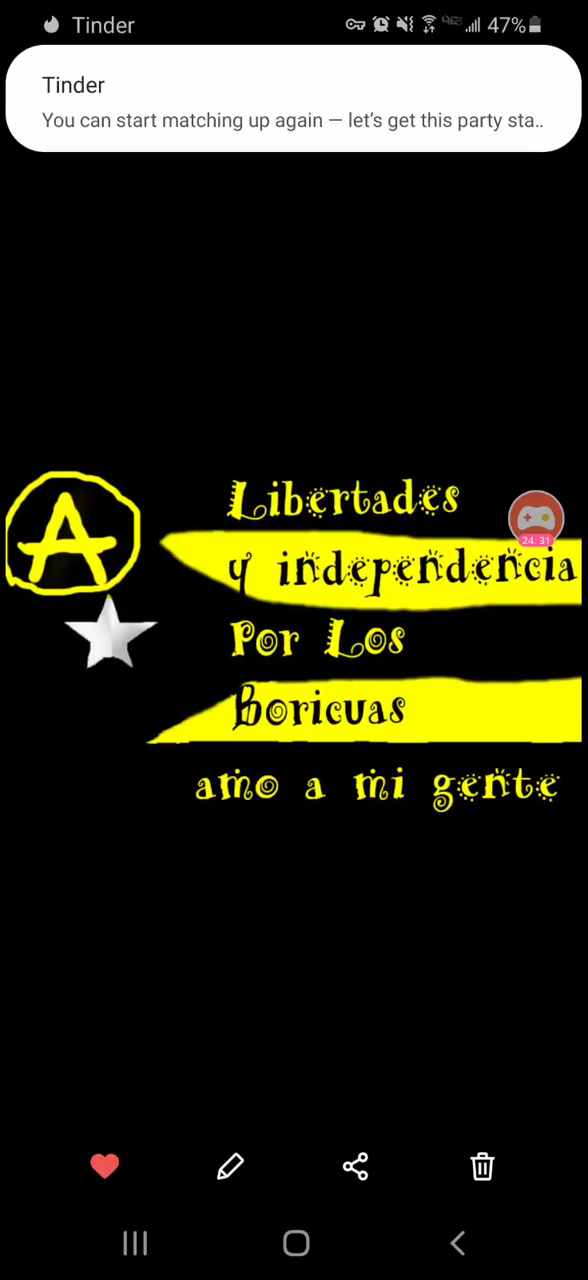 Tinder
47%
Tinder
You can start matching up again — let's get this party sta..
A
Libertades
y independencia
Por Los
Boricuas
amo a mi gente
24:31